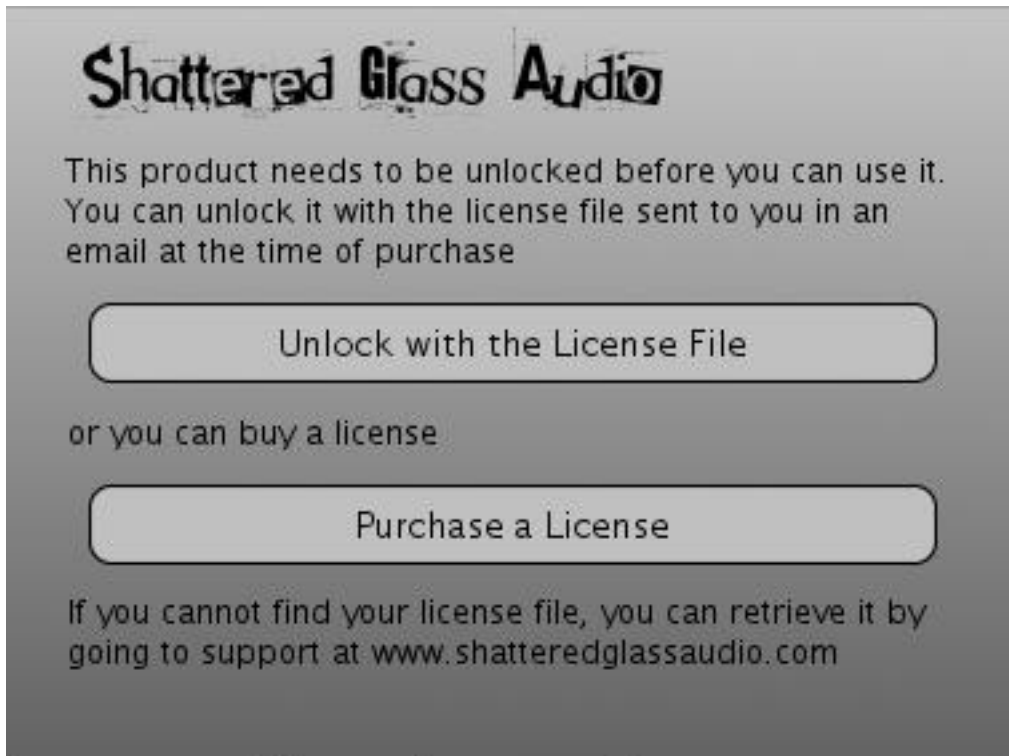 Shattered Glass Audio
This product needs to be unlocked before you can use it.
You can unlock it with the license file sent to you in an
email at the time of purchase
Unlock with the License File
or you can buy a license
Purchase a License
If you cannot find your license file, you can retrieve it by
going to support at www.shatteredglassaudio.com